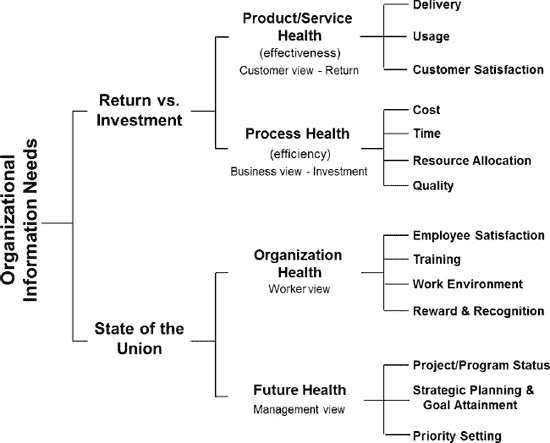 Organizational
Information Needs
Return vs.
Investment
Product/Service
Health
(effectiveness)
Customer view - Return
Delivery
Usage
Customer Satisfaction
Process Health
(efficiency)
Business view - Investment
Cost
Time
Resource Allocation
Quality
State of the
Union
Organization
Health
Worker view
Employee Satisfaction
Training
Work Environment
Reward & Recognition
Future Health
Management view
Project/Program Status
Strategic Planning &
Goal Attainment
Priority Setting